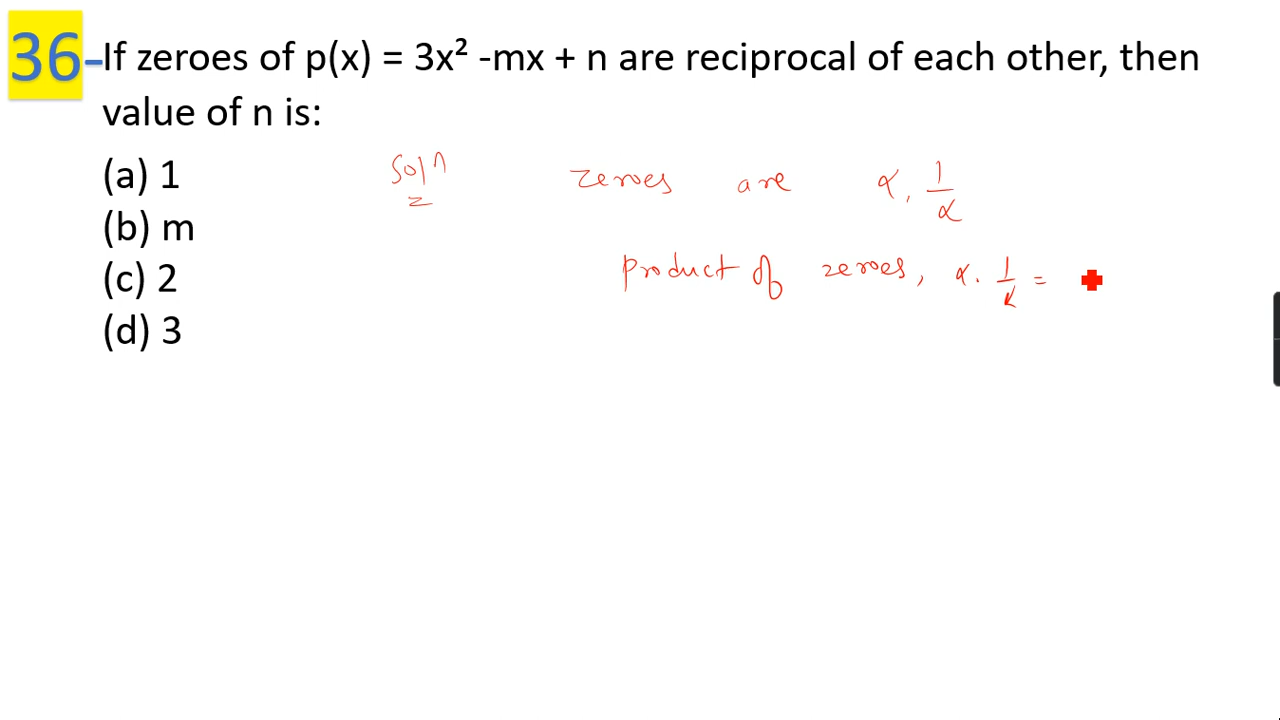 36-If zeroes of p(x) = 3x² -mx + n are reciprocal of each other, then
value of n is:
(a) 1
(b) m
(c) 2
(d) 3
Solⁿ zeroes are α, 1/α
product of zeroes, α. 1/α =